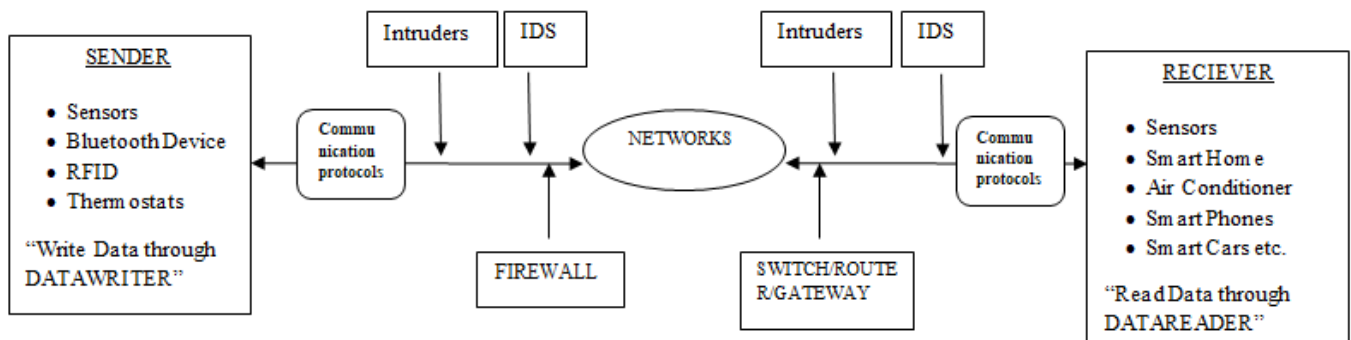 SENDER
• Sensors
• Bluetooth Device
• RFID
• Thermostats
“Write Data through
DATAWRITER”
Commu
nication
protocols
Intruders
IDS
FIREWALL
NETWORKS
Intruders
IDS
SWITCH/ROUTE
R/GATEWAY
Commu
nication
protocols
RECIEVER
• Sensors
• Smart Home
• Air Conditioner
• Smart Phones
• Smart Cars etc.
“Read Data through
DATAREADER”